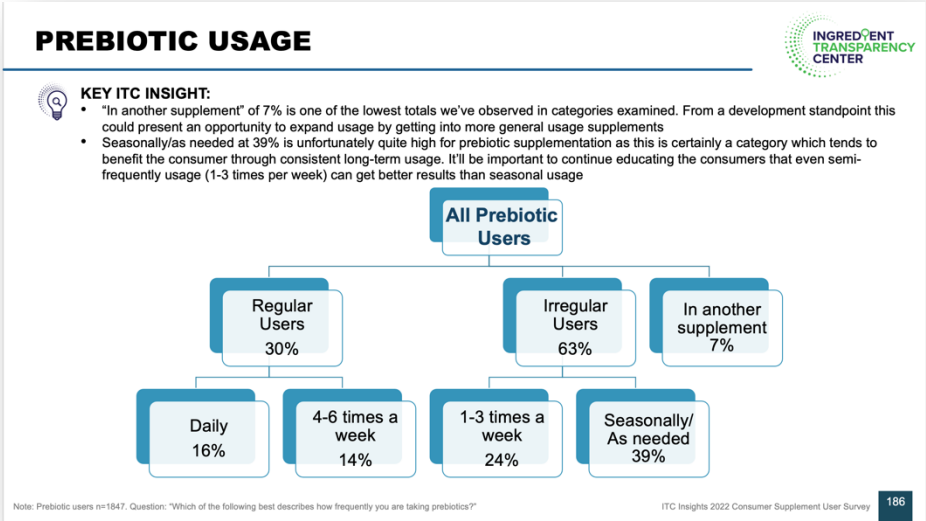 PREBIOTIC USAGE
INGREDIENT
TRANSPARENCY
CENTER
KEY ITC INSIGHT:
• “In another supplement” of 7% is one of the lowest totals we’ve observed in categories examined. From a development standpoint this
could present an opportunity to expand usage by getting into more general usage supplements
• Seasonally/as needed at 39% is unfortunately quite high for prebiotic supplementation as this is certainly a category which tends to
benefit the consumer through consistent long-term usage. It’ll be important to continue educating the consumers that even semi-
frequently usage (1-3 times per week) can get better results than seasonal usage
All Prebiotic
Users
Regular
Users
30%
Irregular
Users
63%
In another
supplement
7%
Daily
16%
4-6 times a
week
14%
1-3 times a
week
24%
Seasonally/
As needed
39%
Note: Prebiotic users n=1847. Question: “Which of the following best describes how frequently you are taking prebiotics?”
ITC Insights 2022 Consumer Supplement User Survey
186